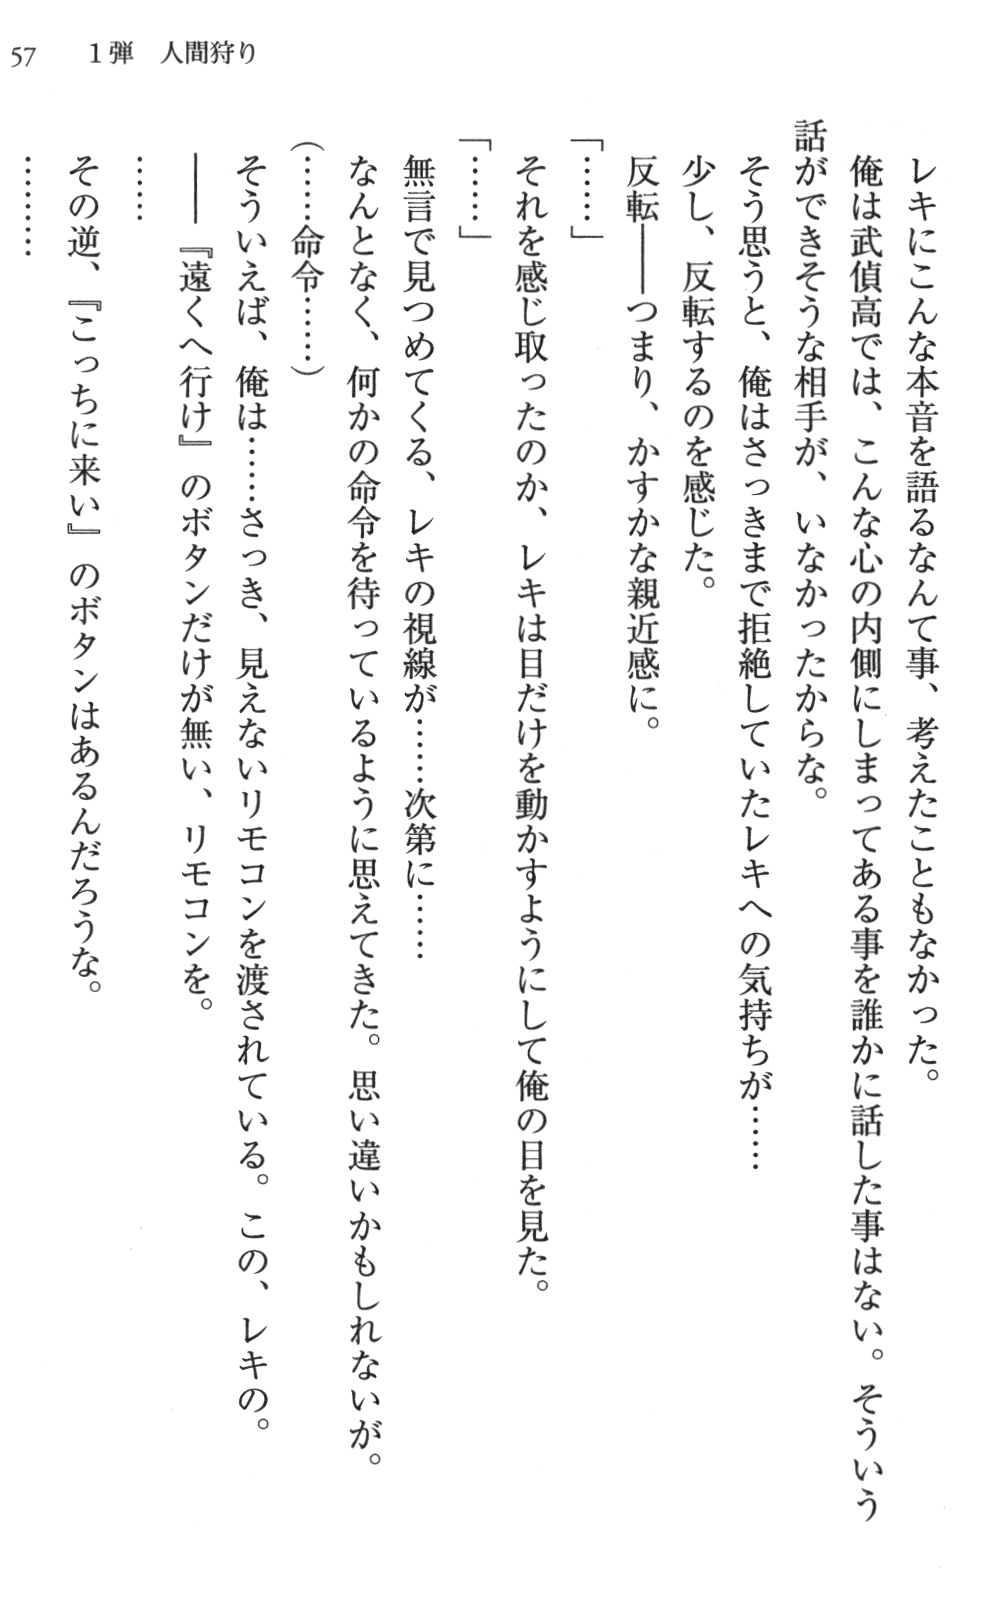 57　１弾　人間狩り
レキにこんな本音を語るなんて事、考えたこともなかった。
俺は武偵高では、こんな心の内側にしまってある事を誰かに話した事はない。そういう
話ができそうな相手が、いなかったからな。
そう思うと、俺はさっきまで拒絶していたレキへの気持ちが……
少し、反転するのを感じた。
反転――つまり、かすかな親近感に。
「……」
それを感じ取ったのか、レキは目だけを動かすようにして俺の目を見た。
「……」
無言で見つめてくる、レキの視線が……次第に……
なんとなく、何かの命令を待っているように思えてきた。思い違いかもしれないが。
（……命令……）
そういえば、俺は……さっき、見えないリモコンを渡されている。この、レキの。
――『遠くへ行け』のボタンだけが無い、リモコンを。
……
その逆、『こっちに来い』のボタンはあるんだろうな。
………